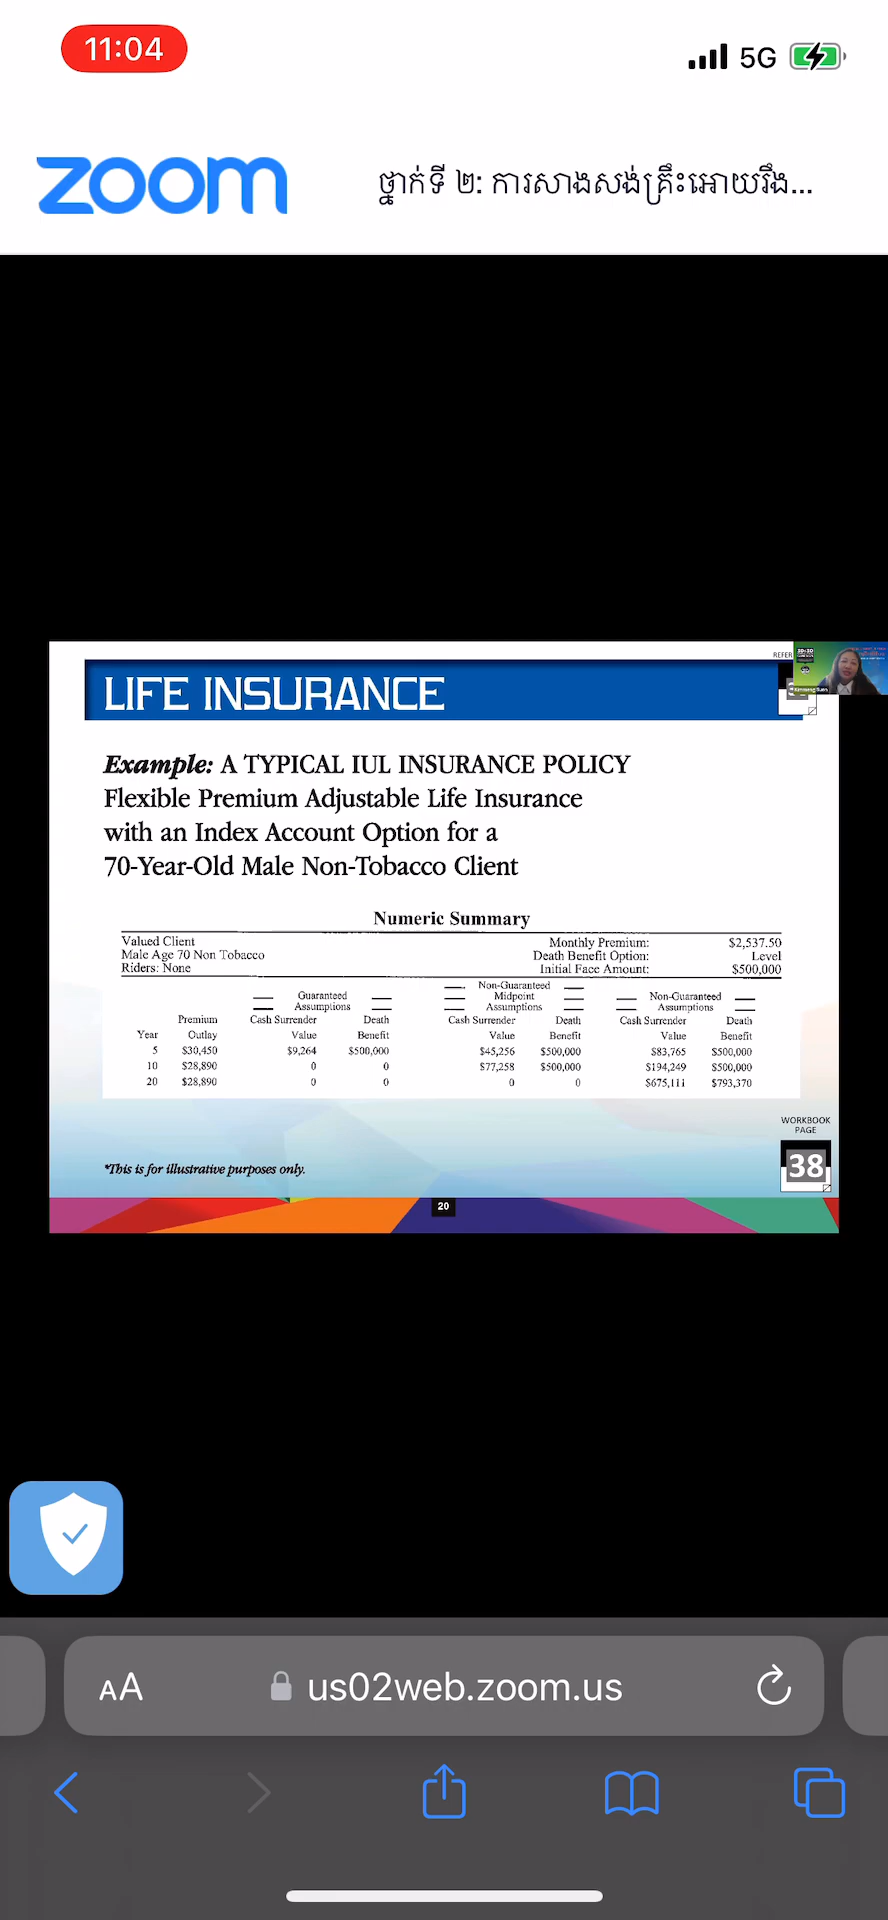 11:04
5G
zoom
ថ្នាក់ទី ២: ការសាងសង់គ្រឹះអោយរឹង...
REFER
LIFE INSURANCE
Example: A TYPICAL IUL INSURANCE POLICY
Flexible Premium Adjustable Life Insurance
with an Index Account Option for a
70-Year-Old Male Non-Tobacco Client
Numeric Summary
Valued Client Monthly Premium: $2,537.50
Male Age 70 Non Tobacco Death Benefit Option: Level
Riders: None Initial Face Amount: $500,000
Guaranteed Assumptions Non-Guaranteed Midpoint Assumptions Non-Guaranteed Assumptions
Premium Cash Surrender Death Cash Surrender Death Cash Surrender Death
Year Outlay Value Benefit Value Benefit Value Benefit
5 $30,450 $9,264 $500,000 $45,256 $500,000 $83,765 $500,000
10 $28,890 0 0 $77,258 $500,000 $194,249 $500,000
20 $28,890 0 0 0 0 $675,111 $793,370
WORKBOOK
PAGE
38
*This is for illustrative purposes only.
20
AA us02web.zoom.us